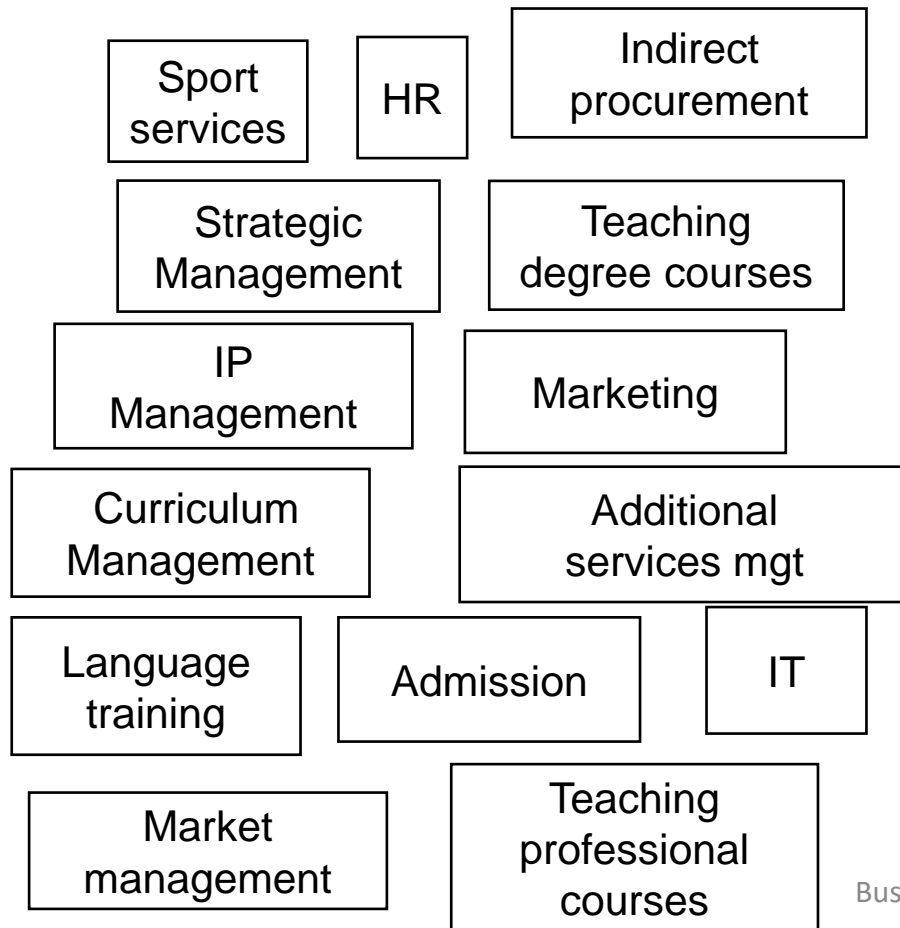 Sport
services
HR
Indirect
procurement
Strategic
Management
Teaching
degree courses
IP
Management
Marketing
Curriculum
Management
Additional
services mgt
Language
training
Admission
IT
Market
management
Teaching
professional
courses
Bus